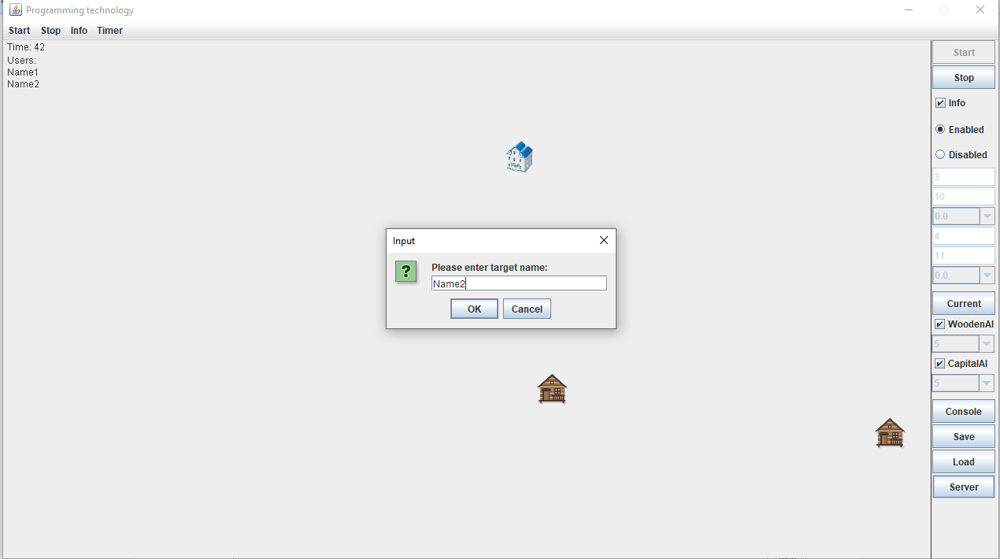 Programming technology
Start Stop Info Timer
Time: 42
Users:
Name1
Name2
Input
?
Please enter target name:
Name2
OK Cancel
Start
Stop
Info
Enabled
Disabled
3
10
0.0
4
11
0.0
Current
WoodenAI
5
CapitalAI
5
Console
Save
Load
Server